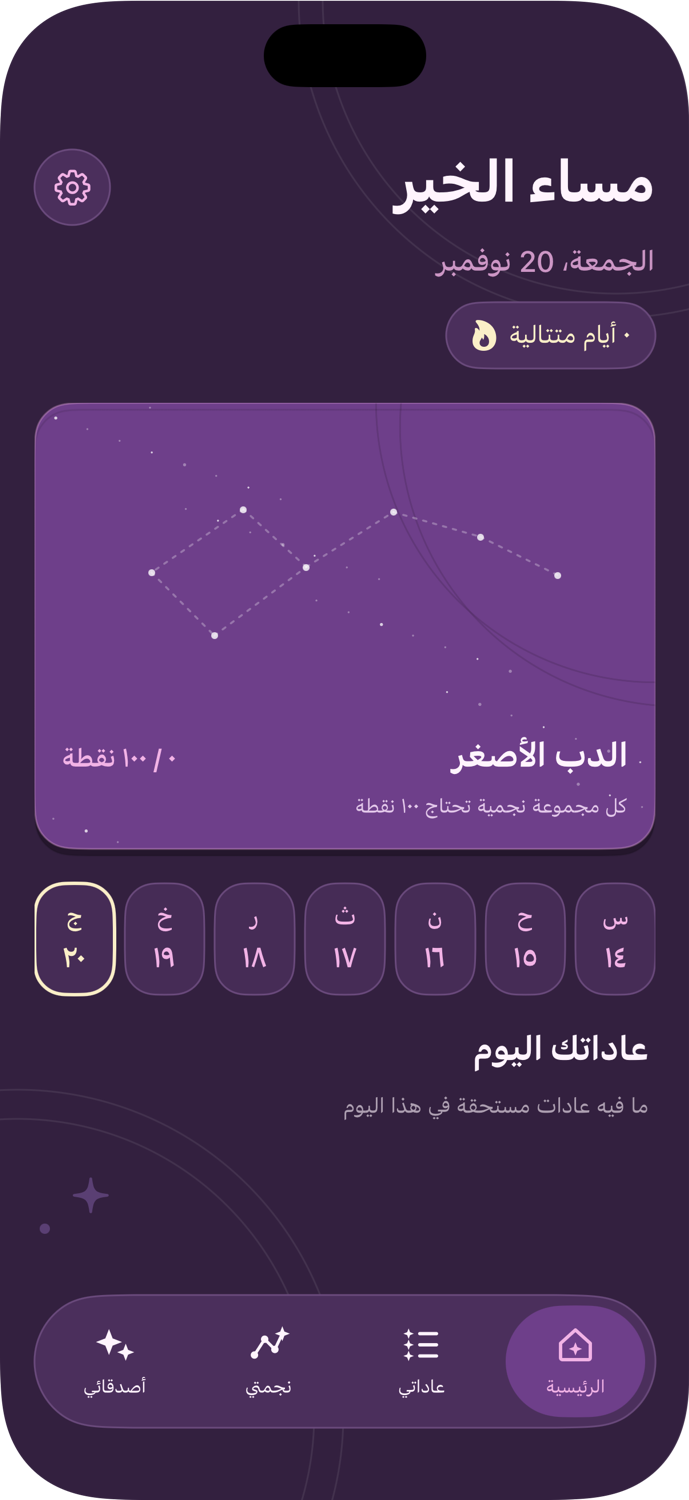 مساء الخير
الجمعة، 20 نوفمبر
٠ أيام متتالية
الدب الأصغر
٠ / ١٠٠ نقطة
كل مجموعة نجمية تحتاج ١٠٠ نقطة
س ح ن ث ر خ ج
١٤ ١٥ ١٦ ١٧ ١٨ ١٩ ٢٠
عاداتك اليوم
ما فيه عادات مستحقة في هذا اليوم
الرئيسية عاداتي نجمتي أصدقائي